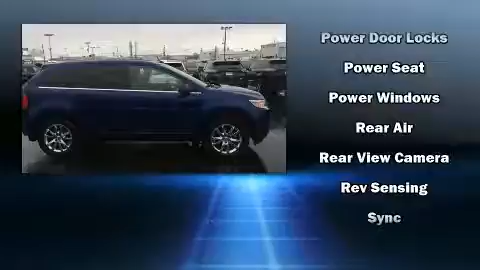 Power Door Locks
Power Seat
Power Windows
Rear Air
Rear View Camera
Rev Sensing
Sync